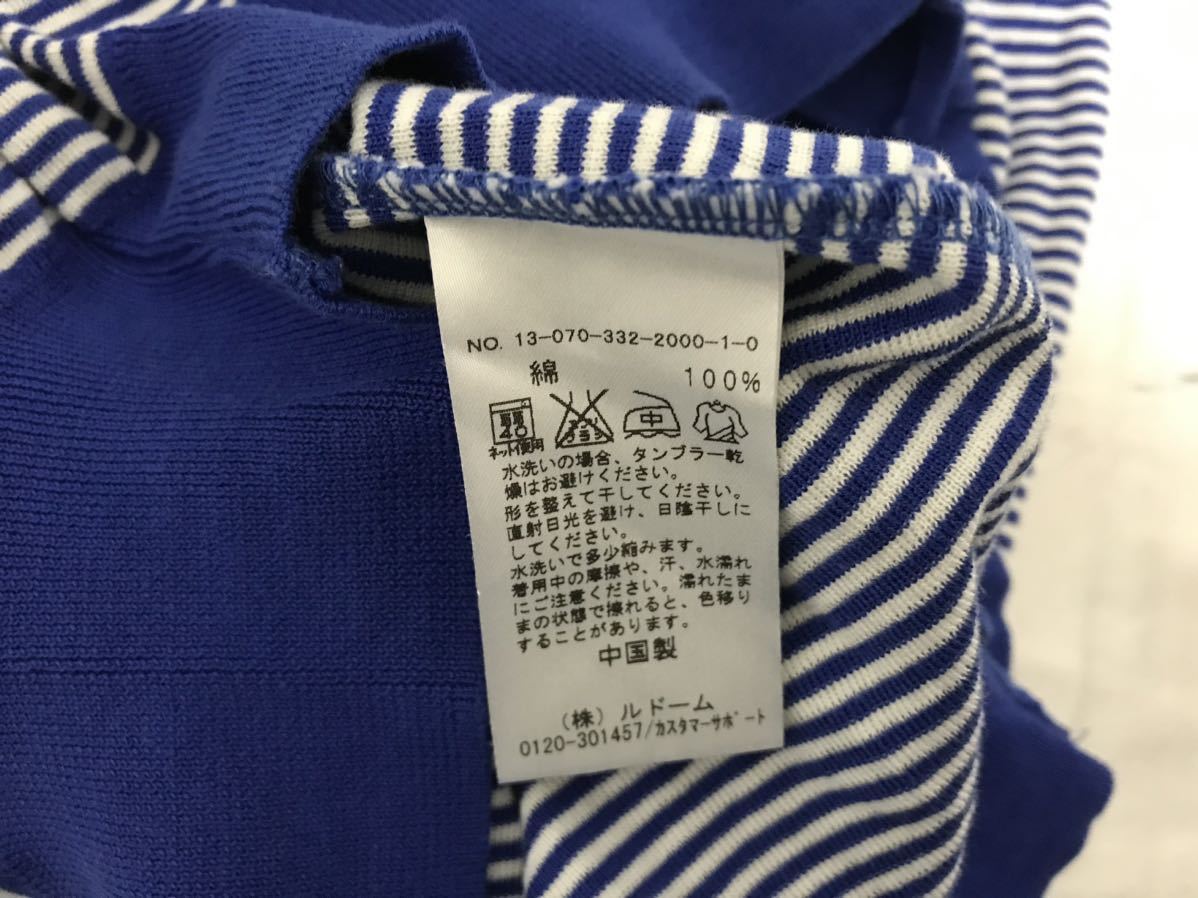 NO. 13-070-332-2000-1-0
綿 100%
40 中
ネット使用
水洗いの場合、タンブラー乾
燥はお避けください。
形を整えて干してください。
直射日光を避け、日陰干しに
してください。
水洗いで多少縮みます。
着用中の摩擦や、汗、水濡れ
にご注意ください。濡れたま
まの状態で擦れると、色移り
することがあります。
中国製
(株)ルドーム
0120-301457/カスタマーサポート